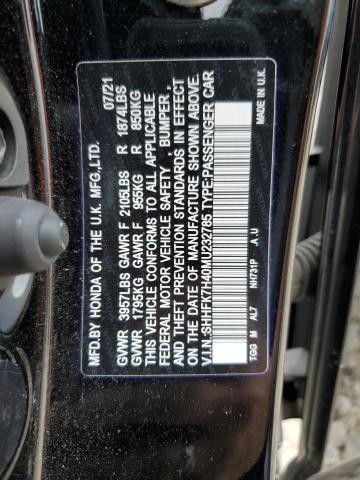 MFD.BY HONDA OF THE U.K. MFG.,LTD. 07/21
GVWR 3957LBS GAWR F 2105LBS R 1874LBS
GVWR 1795KG GAWR F 955KG R 850KG
THIS VEHICLE CONFORMS TO ALL APPLICABLE
FEDERAL MOTOR VEHICLE SAFETY, BUMPER,
AND THEFT PREVENTION STANDARDS IN EFFECT
ON THE DATE OF MANUFACTURE SHOWN ABOVE.
V.I.N.:SHHFK7H40MU232785 TYPE:PASSENGER CAR
TGG M AL7 NH731P A.U MADE IN U.K.